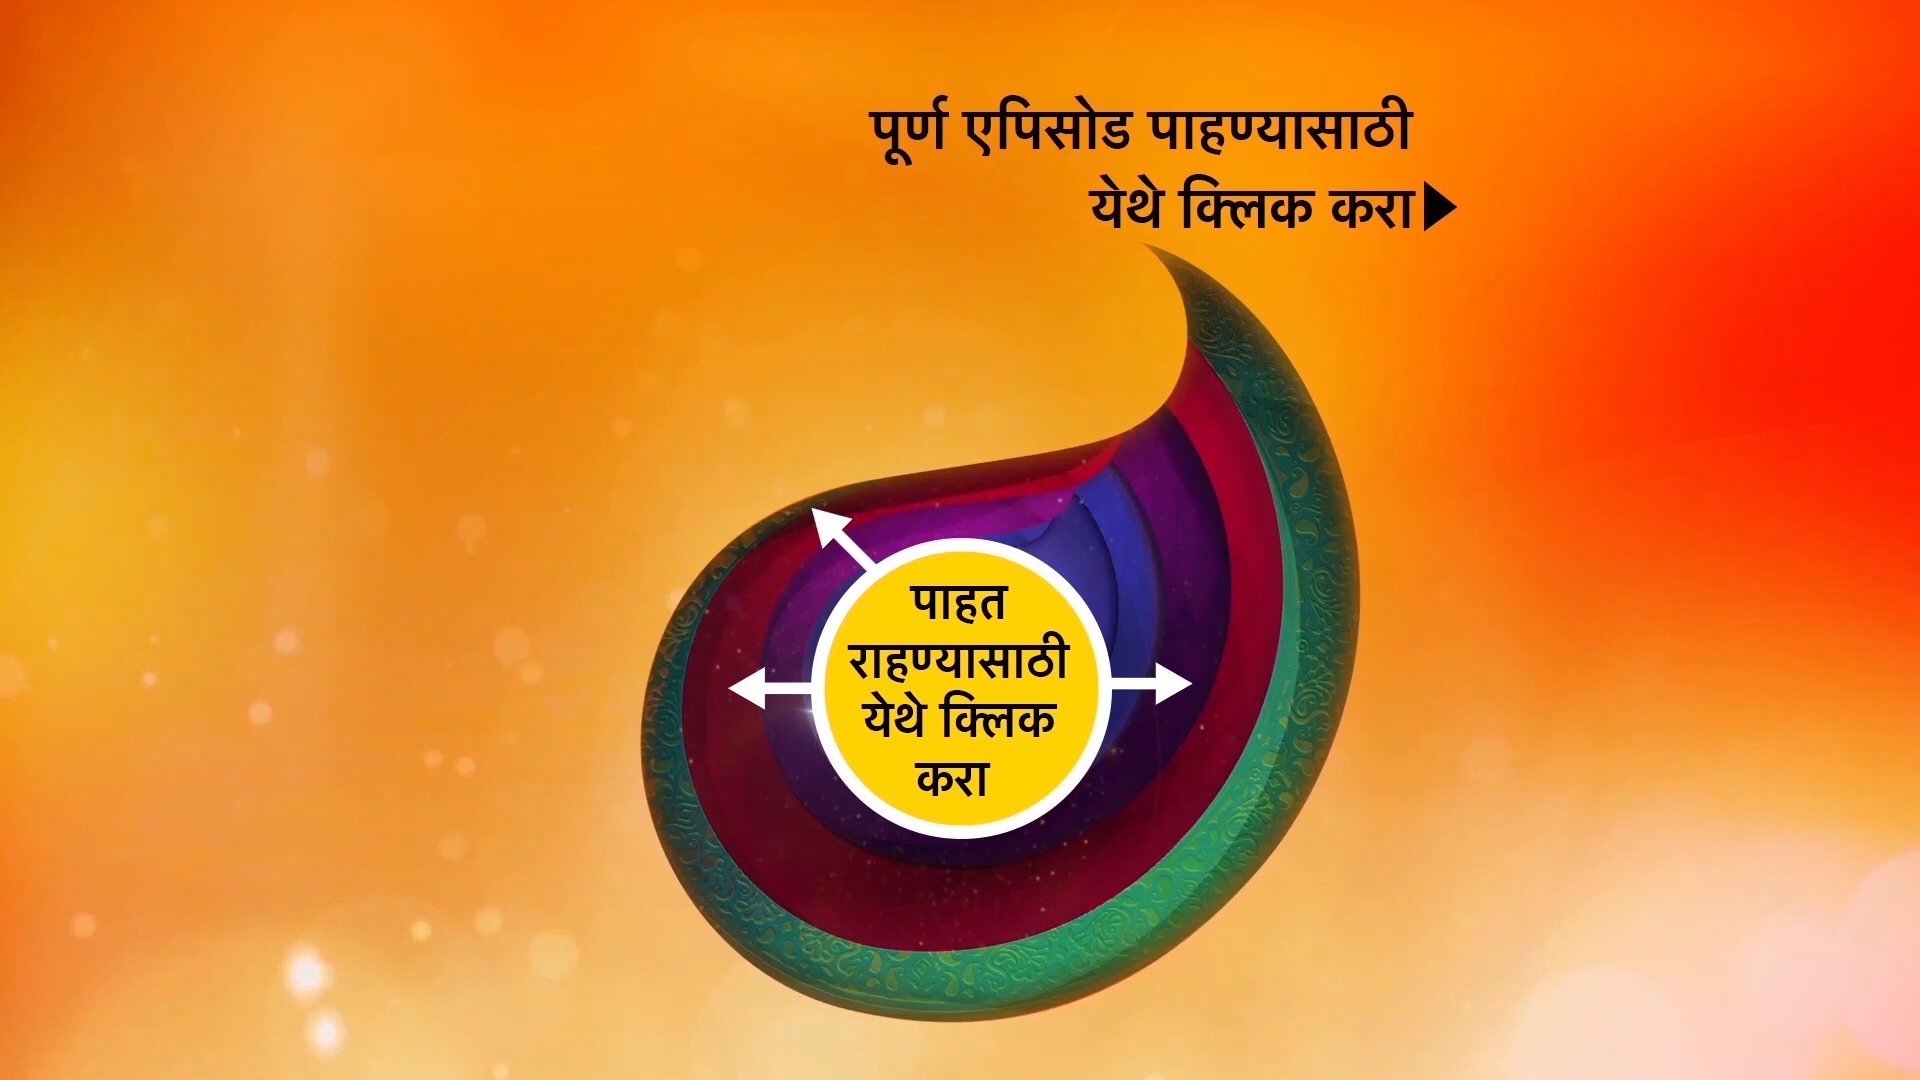 पूर्ण एपिसोड पाहण्यासाठी
येथे क्लिक करा
पाहत
राहण्यासाठी
येथे क्लिक
करा